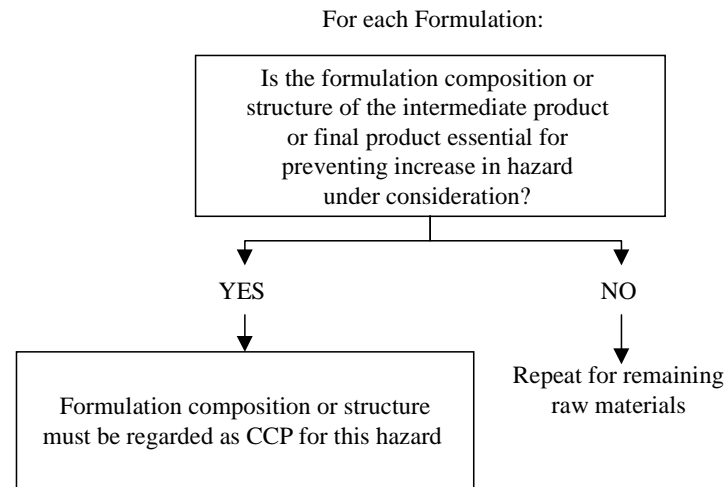 For each Formulation:
Is the formulation composition or
structure of the intermediate product
or final product essential for
preventing increase in hazard
under consideration?
YES
NO
Formulation composition or structure
must be regarded as CCP for this hazard
Repeat for remaining
raw materials